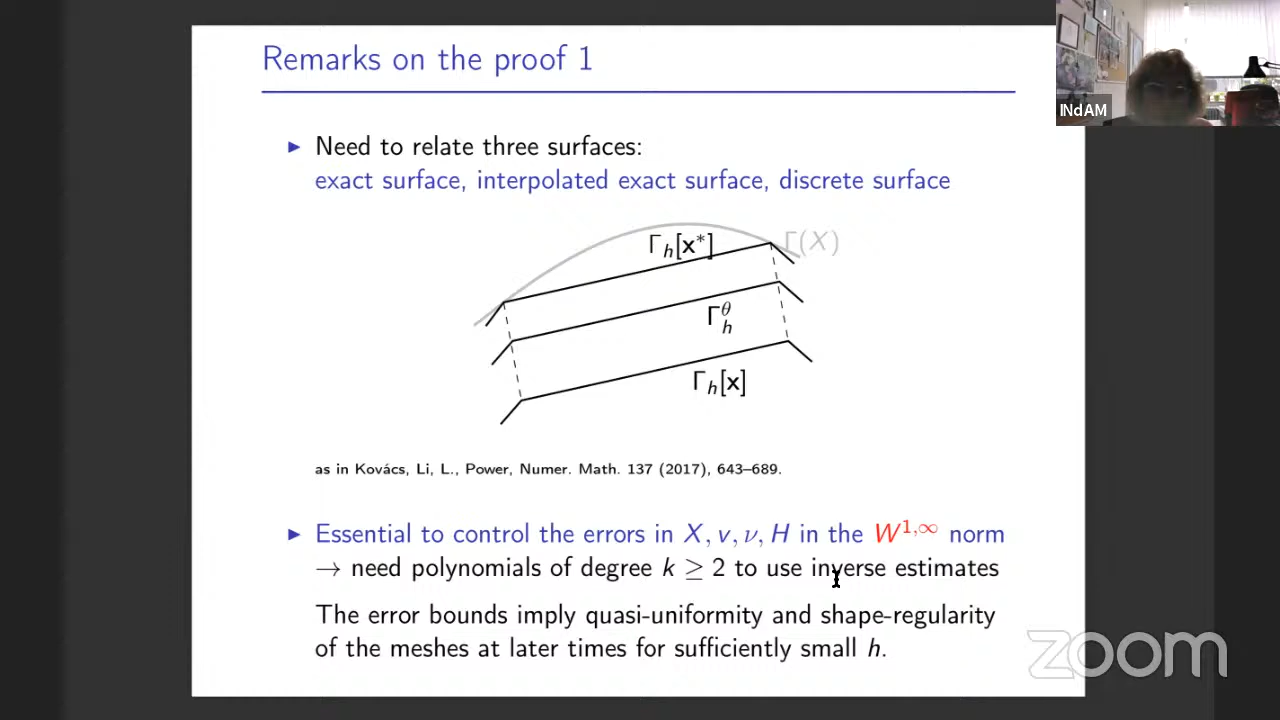 Remarks on the proof 1
INdAM
▶ Need to relate three surfaces:
exact surface, interpolated exact surface, discrete surface
Γ(X)
Γₕ[x*]
Γₕ^θ
Γₕ[x]
as in Kovács, Li, L., Power, Numer. Math. 137 (2017), 643–689.
▶ Essential to control the errors in X, v, ν, H in the W^{1,∞} norm
→ need polynomials of degree k ≥ 2 to use inverse estimates
The error bounds imply quasi-uniformity and shape-regularity
of the meshes at later times for sufficiently small h.
zoom